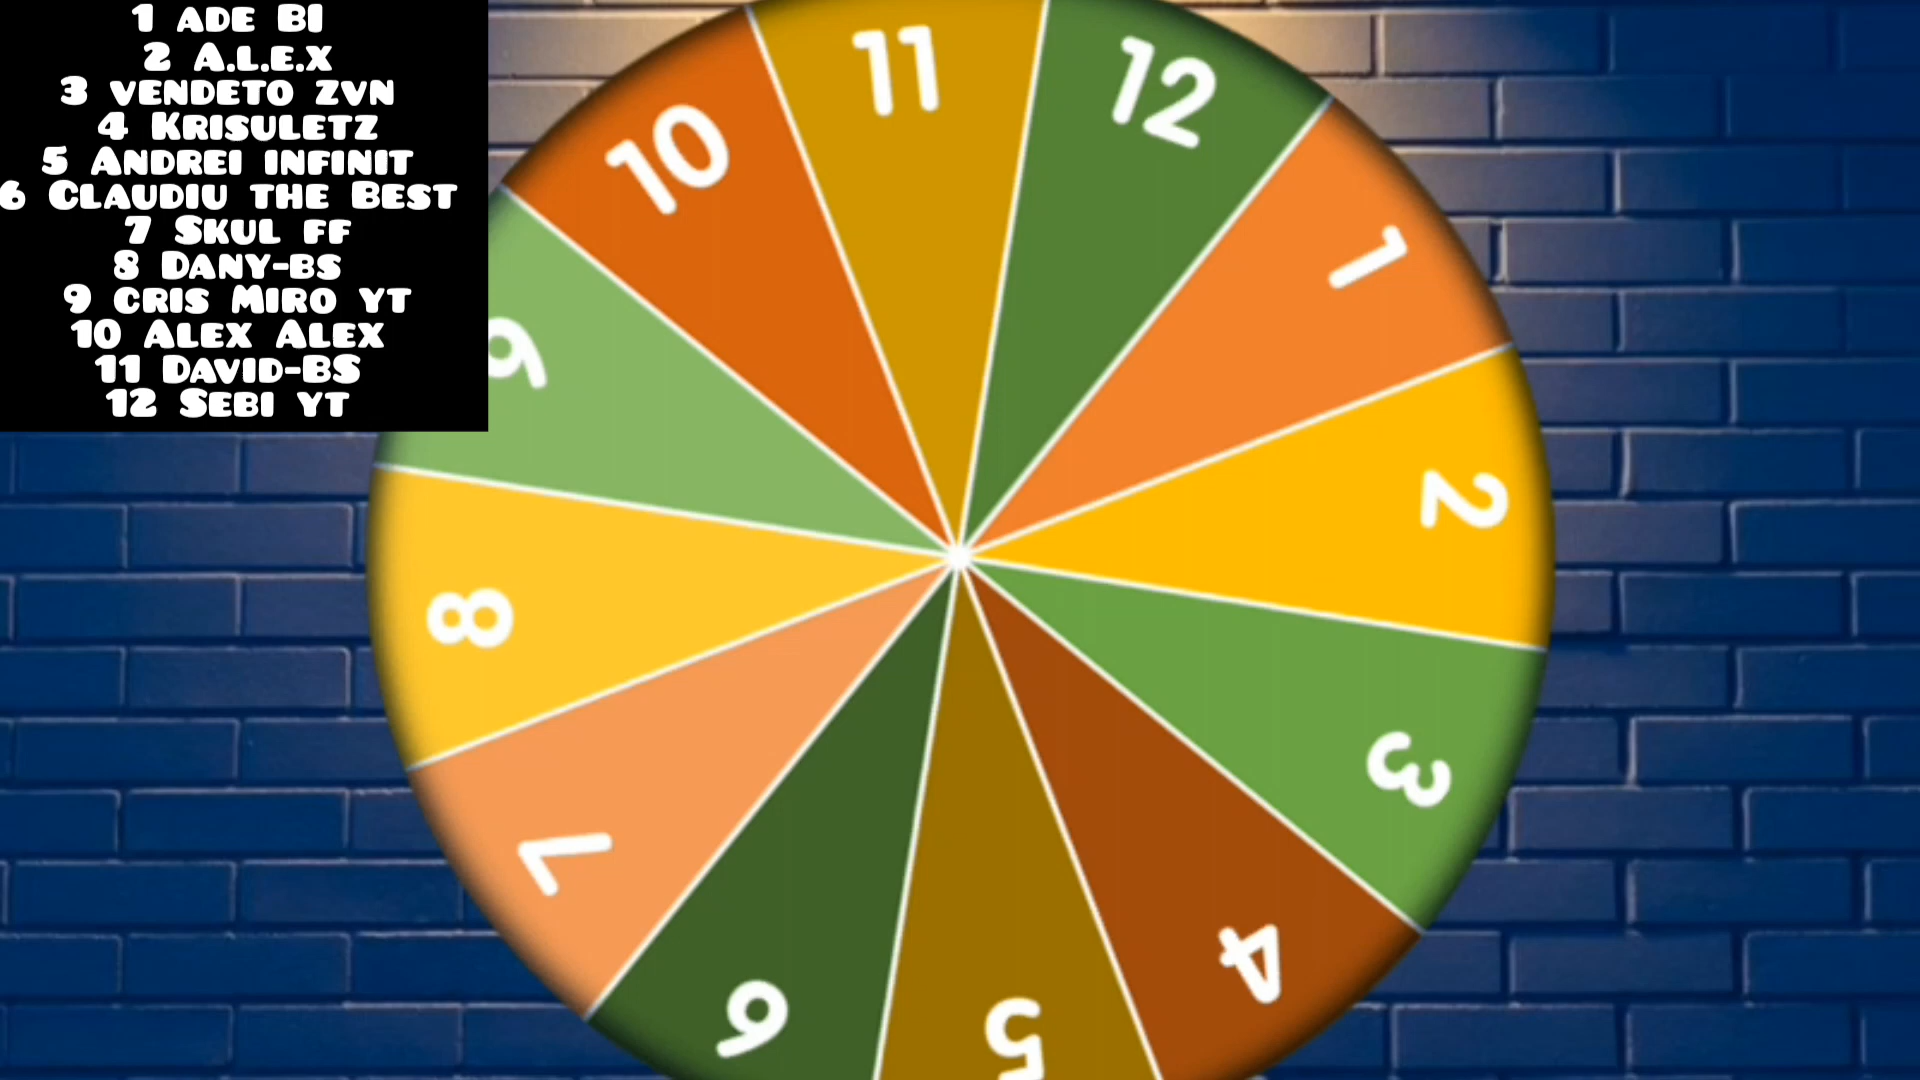 1 ADE BI
2 A.L.E.X
3 VENDETO ZVN
4 KRISULETZ
5 ANDREI INFINIT
6 CLAUDIU THE BEST
7 SKUL FF
8 DANY-BS
9 CRIS MIRO YT
10 ALEX ALEX
11 DAVID-BS
12 SEBI YT
11
12
10
1
9
2
8
3
7
4
6
5